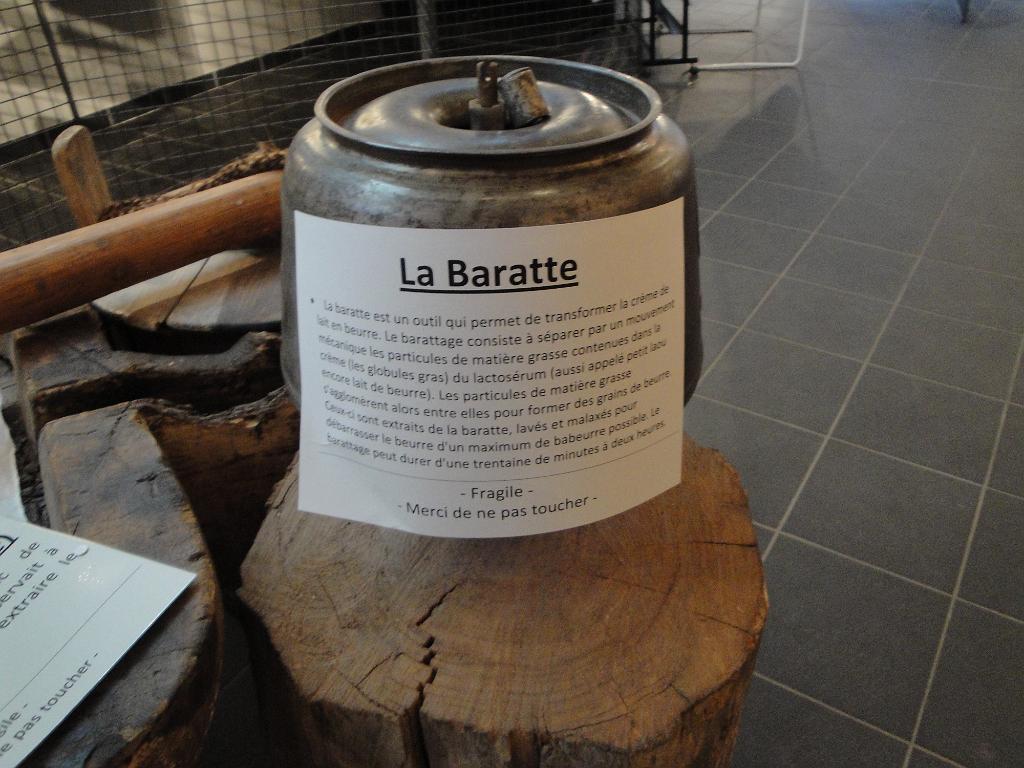 La Baratte
• La baratte est un outil qui permet de transformer la crème de
lait en beurre. Le barattage consiste à séparer par un mouvement
mécanique les particules de matière grasse contenues dans la
crème (les globules gras) du lactosérum (aussi appelé petit laou
encore lait de beurre). Les particules de matière grasse
s'agglomèrent alors entre elles pour former des grains de beurre.
Ceux-ci sont extraits de la baratte, lavés et malaxés pour
débarrasser le beurre d'un maximum de babeurre possible. Le
barattage peut durer d'une trentaine de minutes à deux heures.
- Fragile -
- Merci de ne pas toucher -
de
ervait à
extraire le
sile -
e pas toucher -